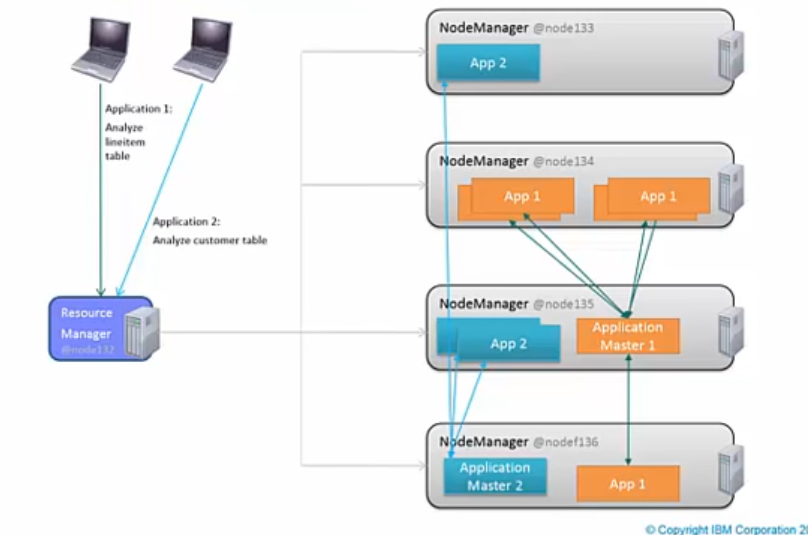 NodeManager @node133
App 2
Application 1:
Analyze
lineitem
table
NodeManager @node134
App 1
App 1
Application 2:
Analyze customer table
Resource
Manager
@node132
NodeManager @node135
App 2
Application
Master 1
NodeManager @nodef136
Application
Master 2
App 1
© Copyright IBM Corporation 20